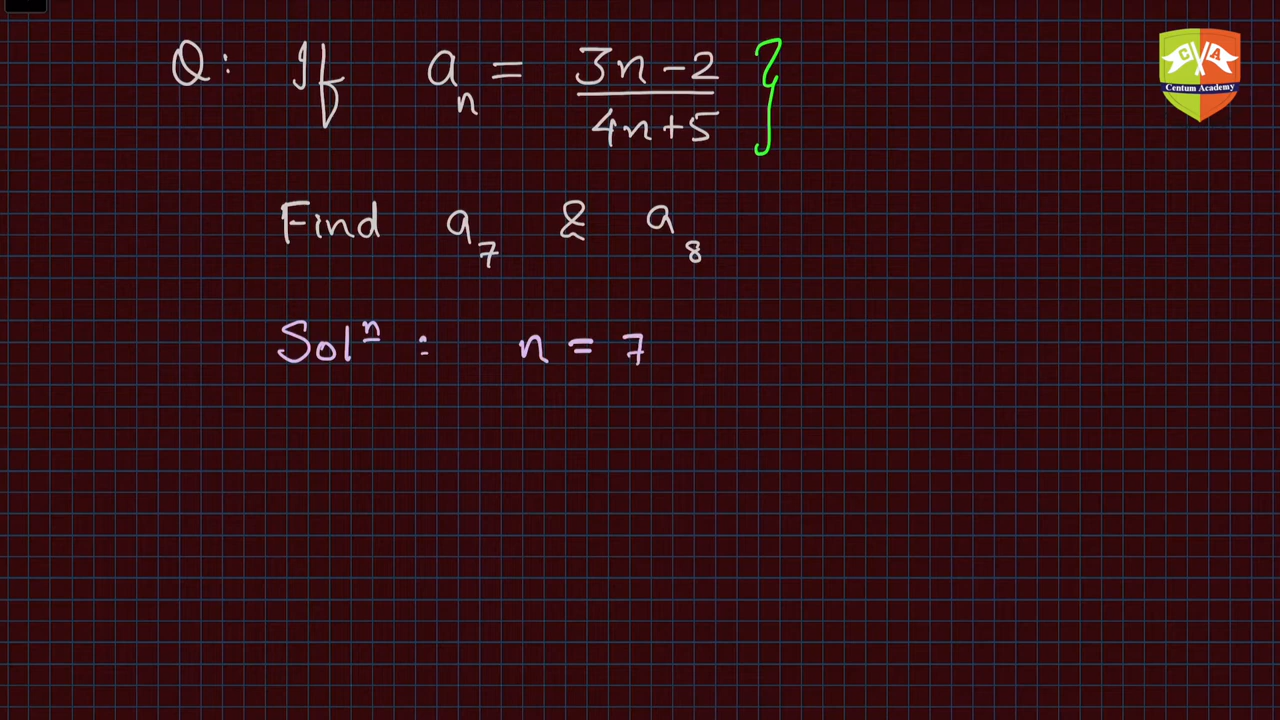 Q: If aₙ = (3n-2)/(4n+5) }
Find a₇ & a₈
Solⁿ : n = 7
C A
Centum Academy